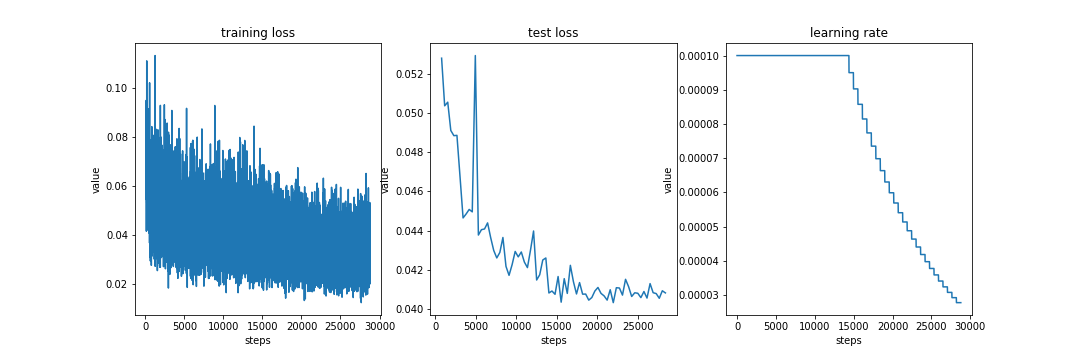 training loss
value
0.10
0.08
0.06
0.04
0.02
0 5000 10000 15000 20000 25000 30000
steps
test loss
value
0.052
0.050
0.048
0.046
0.044
0.042
0.040
0 5000 10000 15000 20000 25000
steps
learning rate
value
0.00010
0.00009
0.00008
0.00007
0.00006
0.00005
0.00004
0.00003
0 5000 10000 15000 20000 25000 30000
steps